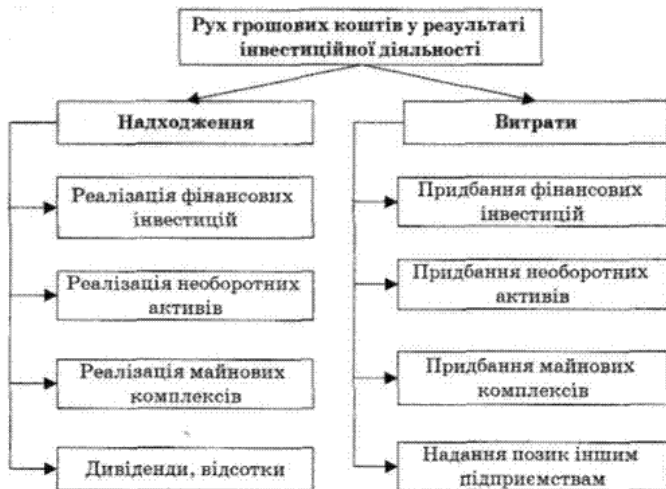 Рух грошових коштів у результаті
інвестиційної діяльності
Надходження
Реалізація фінансових
інвестицій
Реалізація необоротних
активів
Реалізація майнових
комплексів
Дивіденди, відсотки
Витрати
Придбання фінансових
інвестицій
Придбання необоротних
активів
Придбання майнових
комплексів
Надання позик іншим
підприємствам